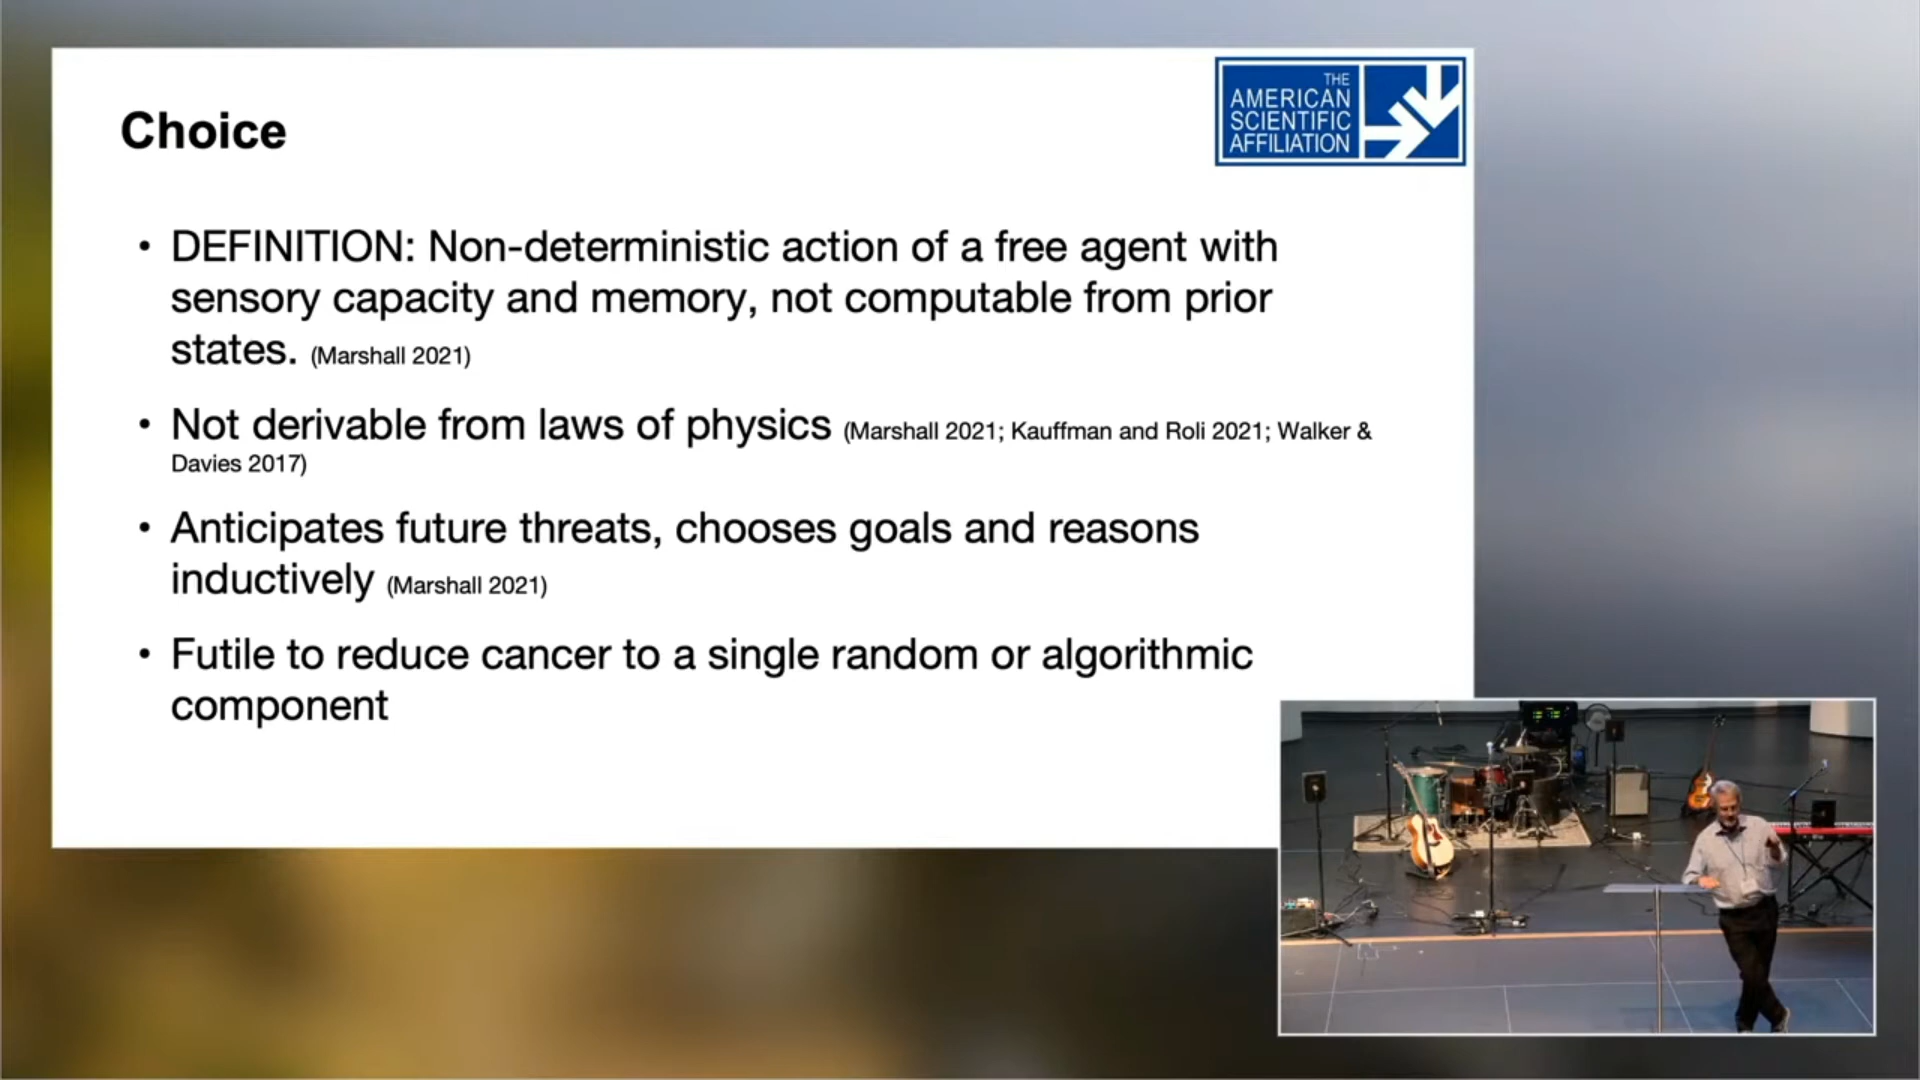 THE
AMERICAN
SCIENTIFIC
AFFILIATION
Choice
• DEFINITION: Non-deterministic action of a free agent with
sensory capacity and memory, not computable from prior
states. (Marshall 2021)
• Not derivable from laws of physics (Marshall 2021; Kauffman and Roli 2021; Walker &
Davies 2017)
• Anticipates future threats, chooses goals and reasons
inductively (Marshall 2021)
• Futile to reduce cancer to a single random or algorithmic
component